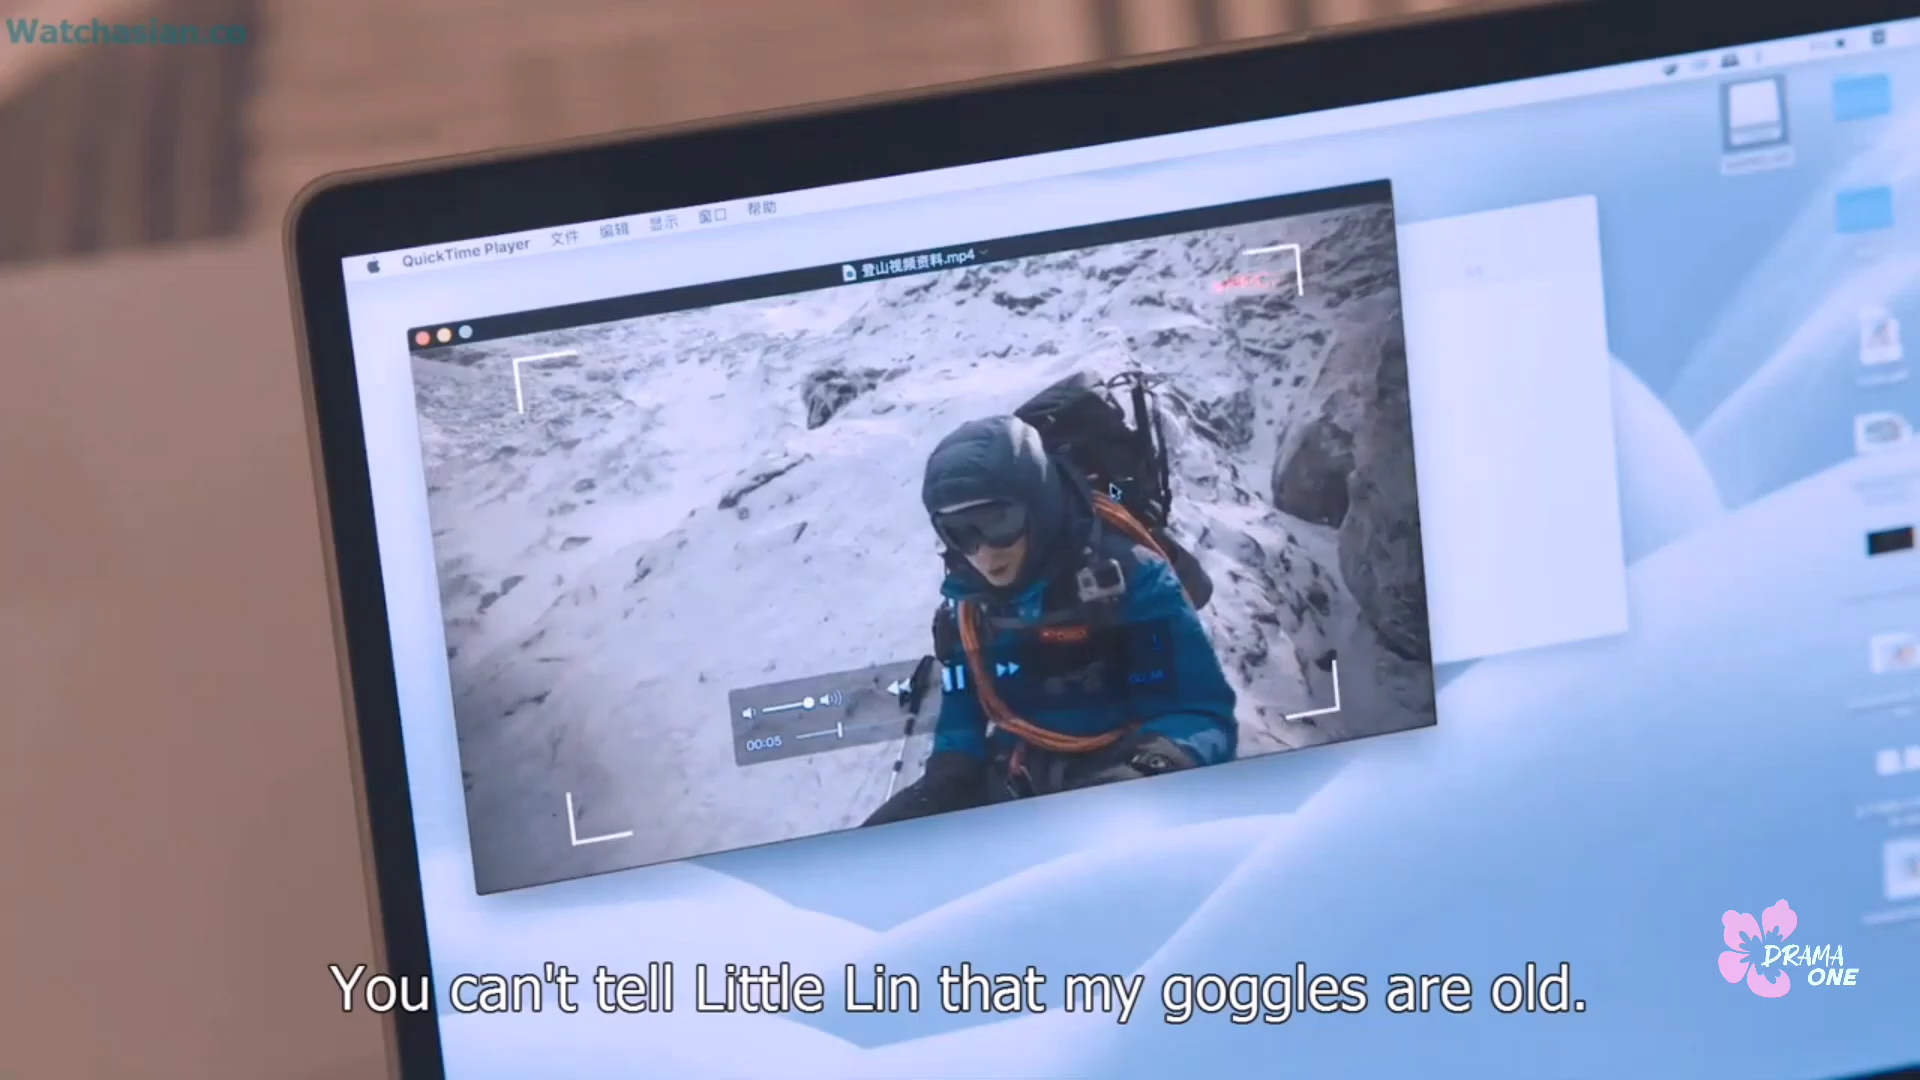 Watchasian.co
QuickTime Player 文件 编辑 显示 窗口 帮助
登山视频资料.mp4
00:05
You can't tell Little Lin that my goggles are old.
DRAMA
ONE